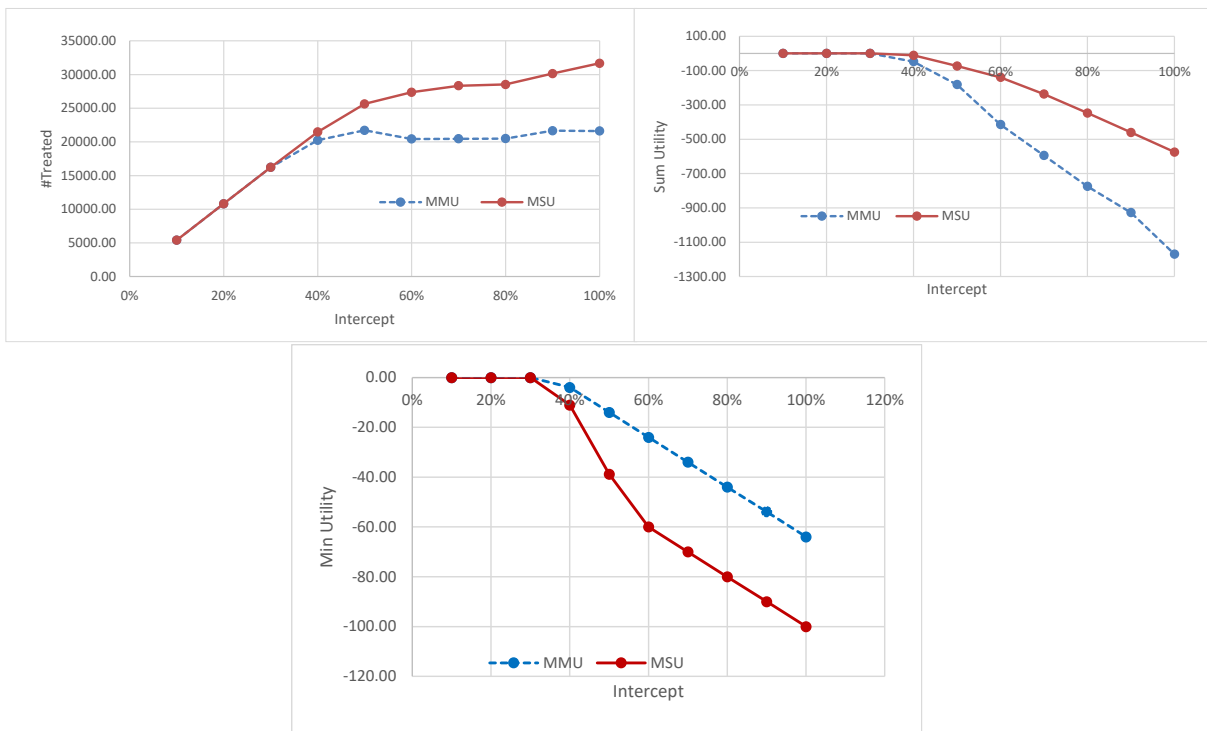 35000.00
30000.00
25000.00
20000.00
15000.00
10000.00
5000.00
0.00
#Treated
MMU MSU
0% 20% 40% 60% 80% 100%
Intercept
100.00
-100.00
-300.00
-500.00
-700.00
-900.00
-1100.00
-1300.00
Sum Utility
0% 20% 40% 60% 80% 100%
MMU MSU
Intercept
0.00
-20.00
-40.00
-60.00
-80.00
-100.00
-120.00
Min Utility
0% 20% 40% 60% 80% 100% 120%
MMU MSU
Intercept